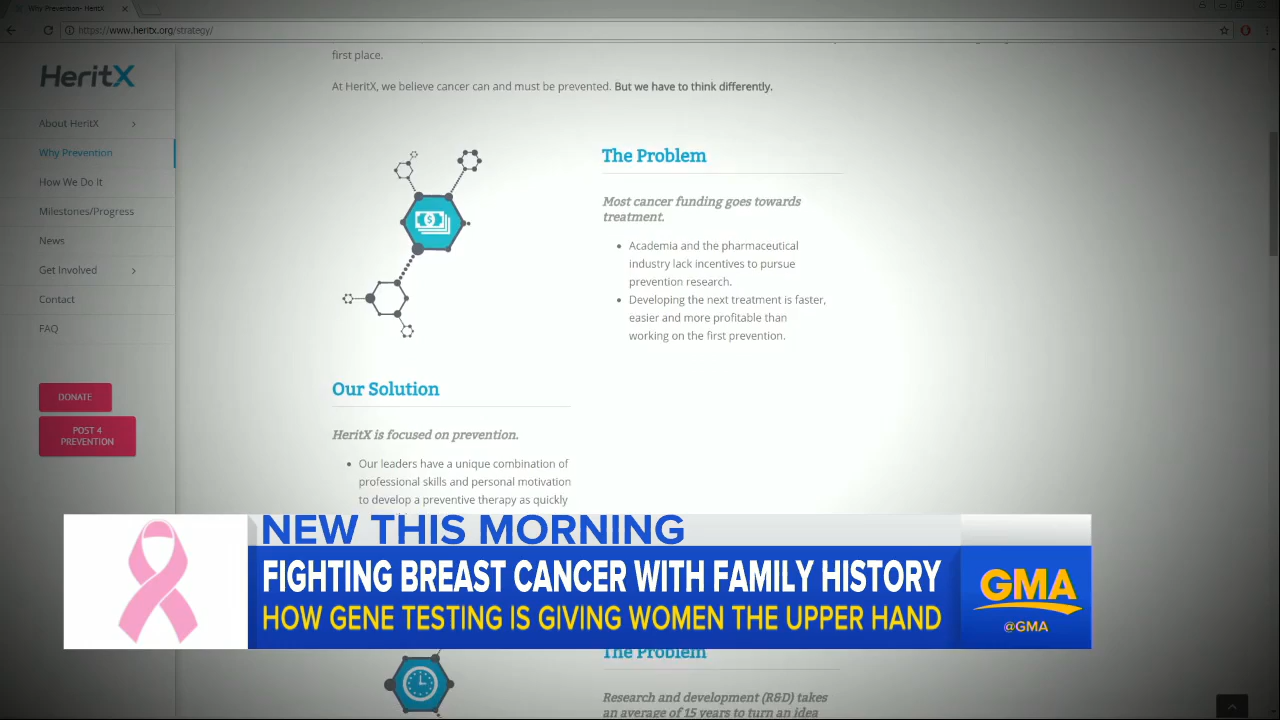 Why Prevention- HeritX
https://www.heritx.org/strategy/
HeritX
About HeritX
Why Prevention
How We Do It
Milestones/Progress
News
Get Involved
Contact
FAQ
DONATE
POST 4
PREVENTION
first place.
At HeritX, we believe cancer can and must be prevented. But we have to think differently.
The Problem
Most cancer funding goes towards
treatment.
Academia and the pharmaceutical
industry lack incentives to pursue
prevention research.
Developing the next treatment is faster,
easier and more profitable than
working on the first prevention.
Our Solution
HeritX is focused on prevention.
Our leaders have a unique combination of
professional skills and personal motivation
to develop a preventive therapy as quickly
NEW THIS MORNING
FIGHTING BREAST CANCER WITH FAMILY HISTORY
HOW GENE TESTING IS GIVING WOMEN THE UPPER HAND
GMA
@GMA
The Problem
Research and development (R&D) takes
an average of 15 years to turn an idea